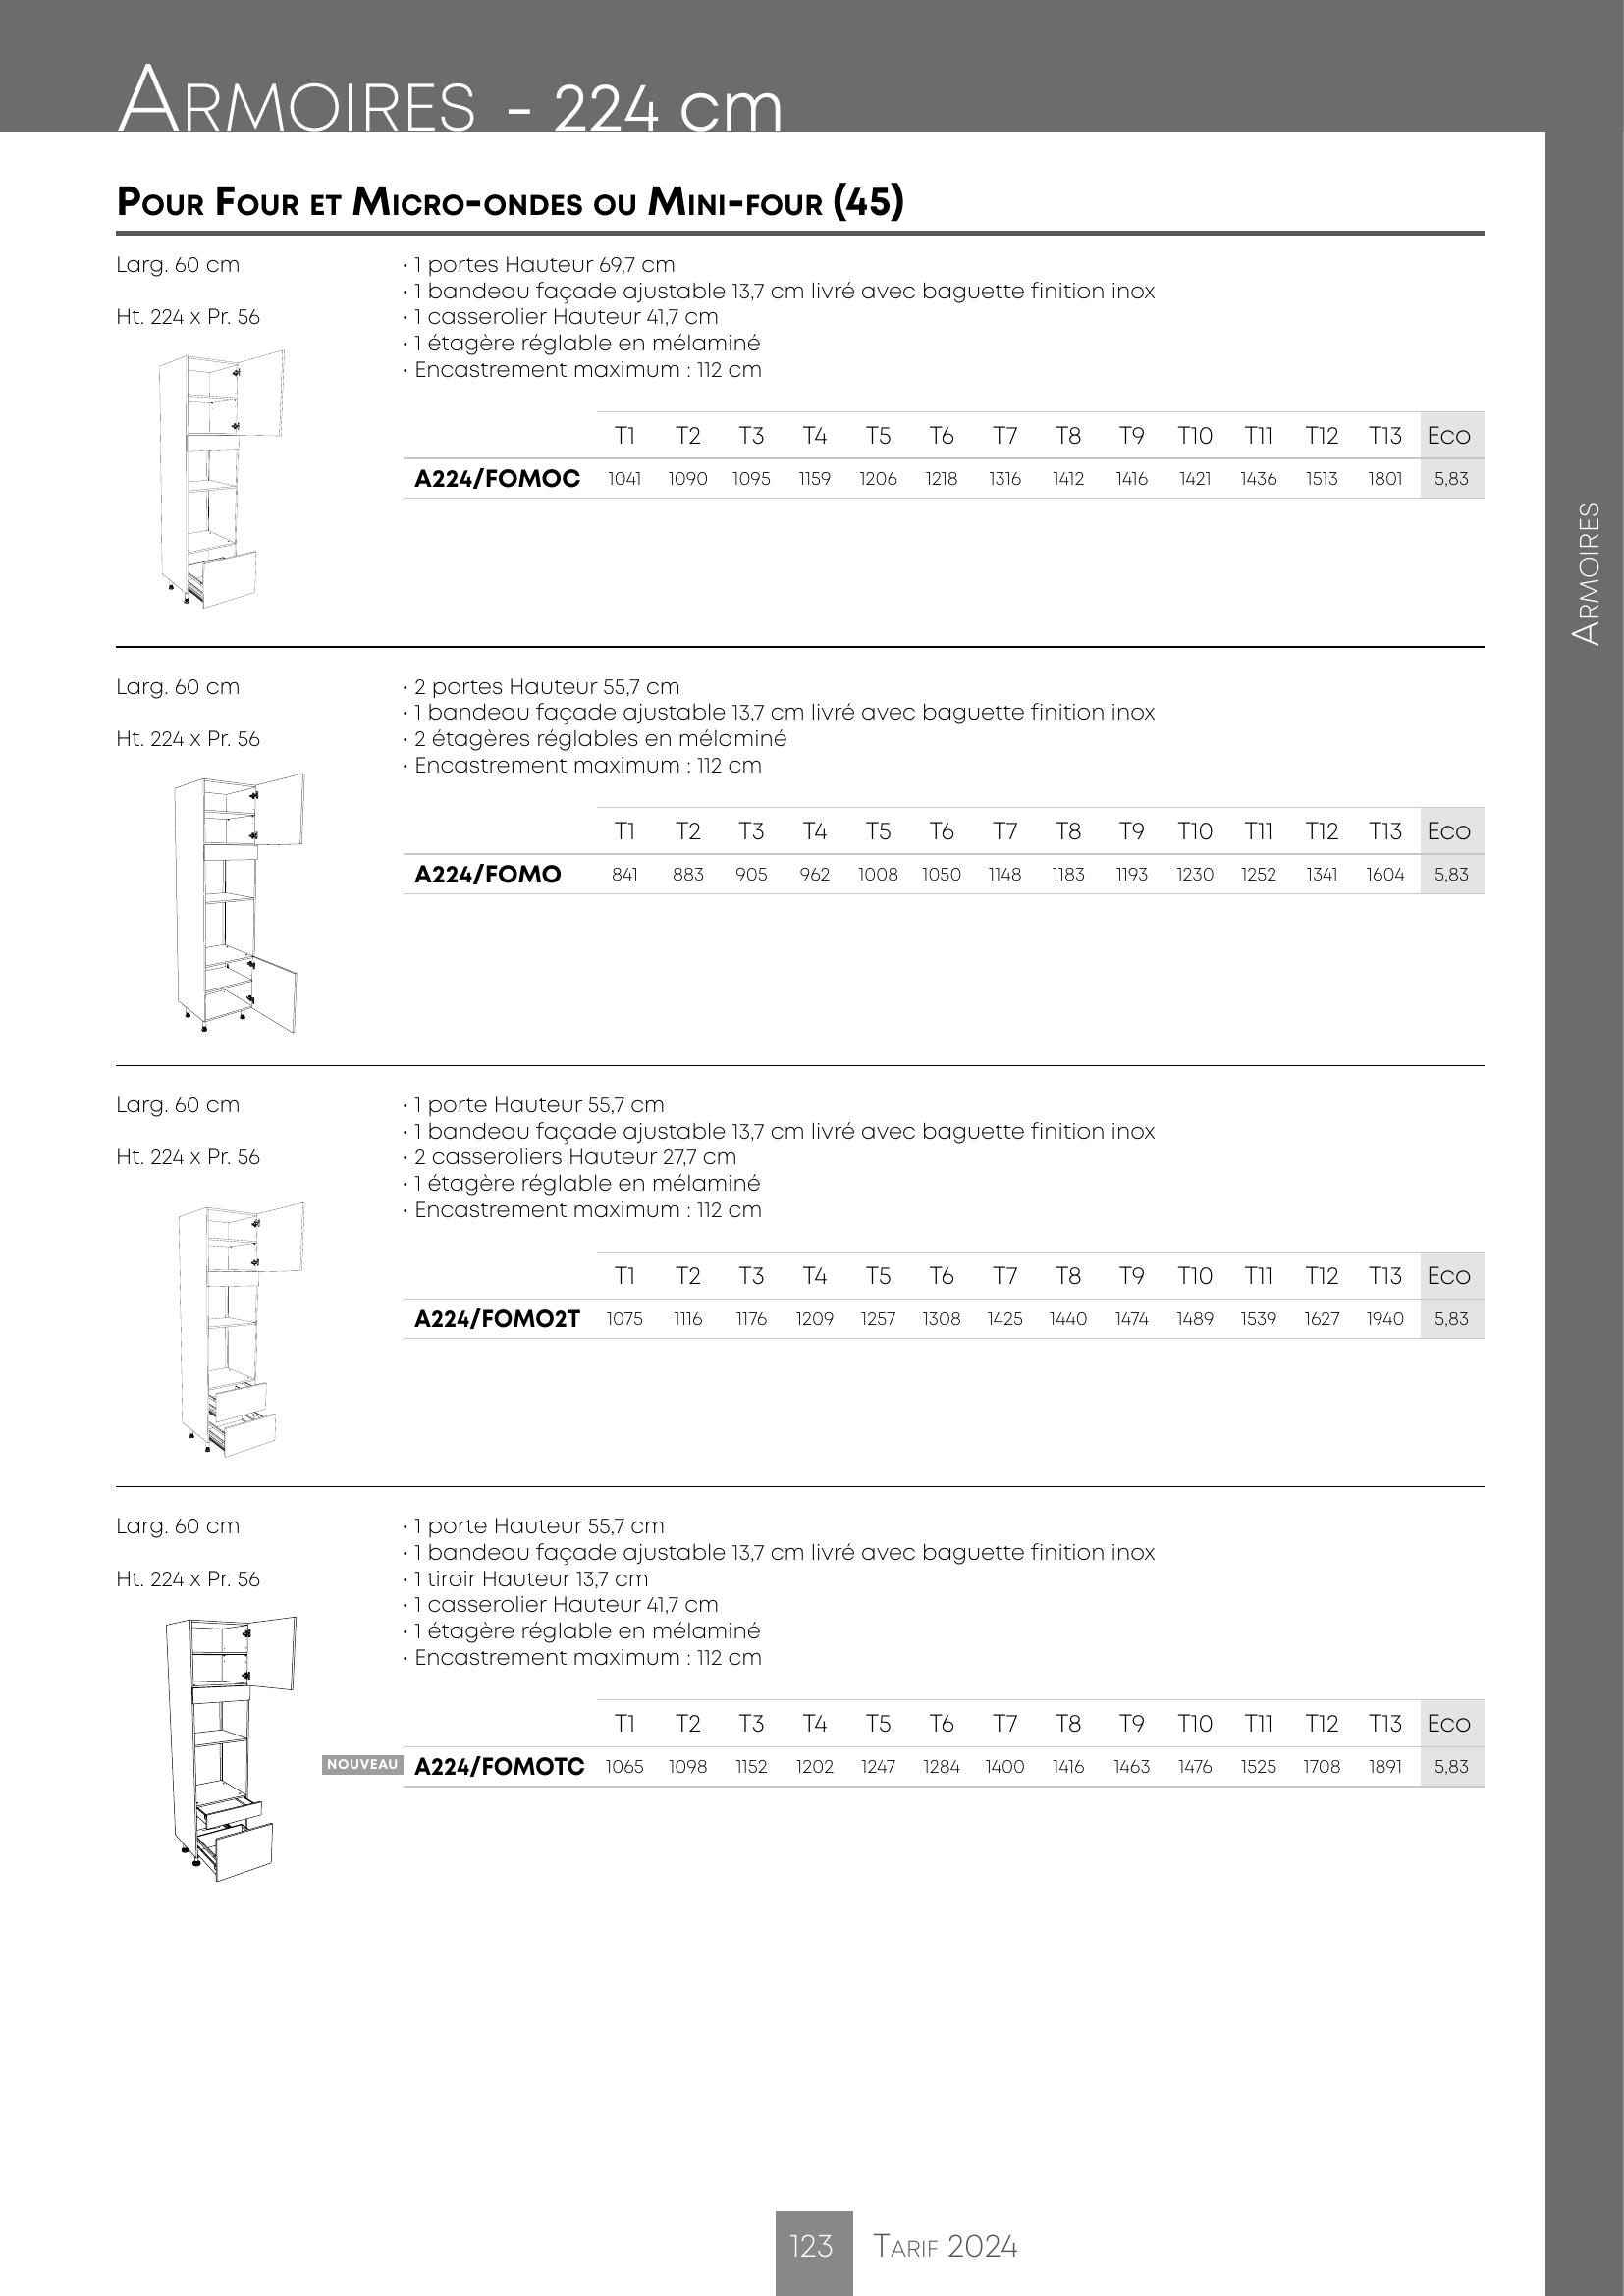 ARMOIRES - 224 cm
POUR FOUR ET MICRO-ONDES OU MINI-FOUR (45)
Larg. 60 cm
Ht. 224 x Pr. 56
· 1 portes Hauteur 69,7 cm
· 1 bandeau façade ajustable 13,7 cm livré avec baguette finition inox
· 1 casserolier Hauteur 41,7 cm
· 1 étagère réglable en mélaminé
· Encastrement maximum : 112 cm
T1 T2 T3 T4 T5 T6 T7 T8 T9 T10 T11 T12 T13 Eco
A224/FOMOC 1041 1090 1095 1159 1206 1218 1316 1412 1416 1421 1436 1513 1801 5,83
Larg. 60 cm
Ht. 224 x Pr. 56
· 2 portes Hauteur 55,7 cm
· 1 bandeau façade ajustable 13,7 cm livré avec baguette finition inox
· 2 étagères réglables en mélaminé
· Encastrement maximum : 112 cm
T1 T2 T3 T4 T5 T6 T7 T8 T9 T10 T11 T12 T13 Eco
A224/FOMO 841 883 905 962 1008 1050 1148 1183 1193 1230 1252 1341 1604 5,83
Larg. 60 cm
Ht. 224 x Pr. 56
· 1 porte Hauteur 55,7 cm
· 1 bandeau façade ajustable 13,7 cm livré avec baguette finition inox
· 2 casseroliers Hauteur 27,7 cm
· 1 étagère réglable en mélaminé
· Encastrement maximum : 112 cm
T1 T2 T3 T4 T5 T6 T7 T8 T9 T10 T11 T12 T13 Eco
A224/FOMO2T 1075 1116 1176 1209 1257 1308 1425 1440 1474 1489 1539 1627 1940 5,83
Larg. 60 cm
Ht. 224 x Pr. 56
· 1 porte Hauteur 55,7 cm
· 1 bandeau façade ajustable 13,7 cm livré avec baguette finition inox
· 1 tiroir Hauteur 13,7 cm
· 1 casserolier Hauteur 41,7 cm
· 1 étagère réglable en mélaminé
· Encastrement maximum : 112 cm
T1 T2 T3 T4 T5 T6 T7 T8 T9 T10 T11 T12 T13 Eco
NOUVEAU A224/FOMOTC 1065 1098 1152 1202 1247 1284 1400 1416 1463 1476 1525 1708 1891 5,83
ARMOIRES
123 TARIF 2024